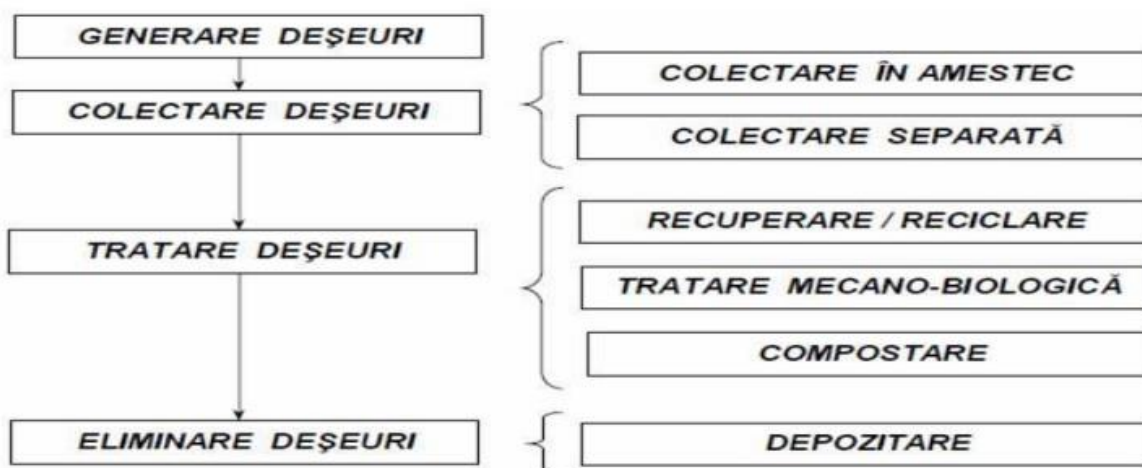 GENERARE DEŞEURI
COLECTARE DEŞEURI
COLECTARE ÎN AMESTEC
COLECTARE SEPARATĂ
TRATARE DEŞEURI
RECUPERARE / RECICLARE
TRATARE MECANO-BIOLOGICĂ
COMPOSTARE
ELIMINARE DEŞEURI
DEPOZITARE